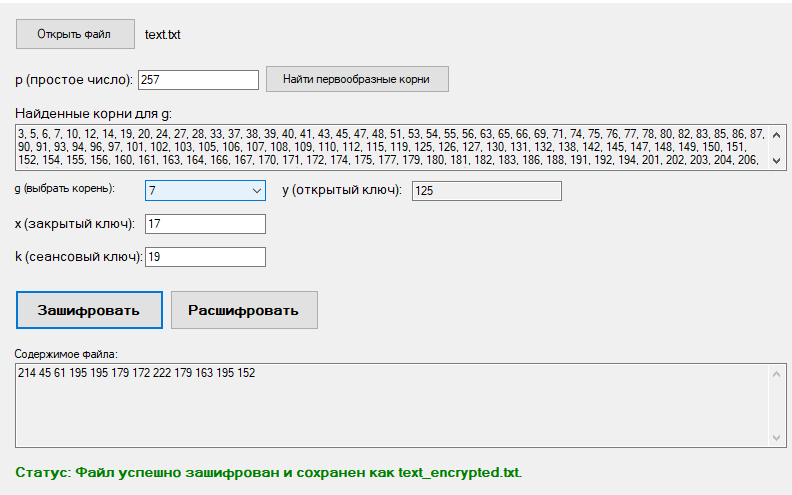 Открыть файл text.txt
p (простое число): 257 Найти первообразные корни
Найденные корни для g:
3, 5, 6, 7, 10, 12, 14, 19, 20, 24, 27, 28, 33, 37, 38, 39, 40, 41, 43, 45, 47, 48, 51, 53, 54, 55, 56, 63, 65, 66, 69, 71, 74, 75, 76, 77, 78, 80, 82, 83, 85, 86, 87,
90, 91, 93, 94, 96, 97, 101, 102, 103, 105, 106, 107, 108, 109, 110, 112, 115, 119, 125, 126, 127, 130, 131, 132, 138, 142, 145, 147, 148, 149, 150, 151,
152, 154, 155, 156, 160, 161, 163, 164, 166, 167, 170, 171, 172, 174, 175, 177, 179, 180, 181, 182, 183, 186, 188, 191, 192, 194, 201, 202, 203, 204, 206,
g (выбрать корень): 7 y (открытый ключ): 125
x (закрытый ключ): 17
k (сеансовый ключ): 19
Зашифровать Расшифровать
Содержимое файла:
214 45 61 195 195 179 172 222 179 163 195 152
Статус: Файл успешно зашифрован и сохранен как text_encrypted.txt.